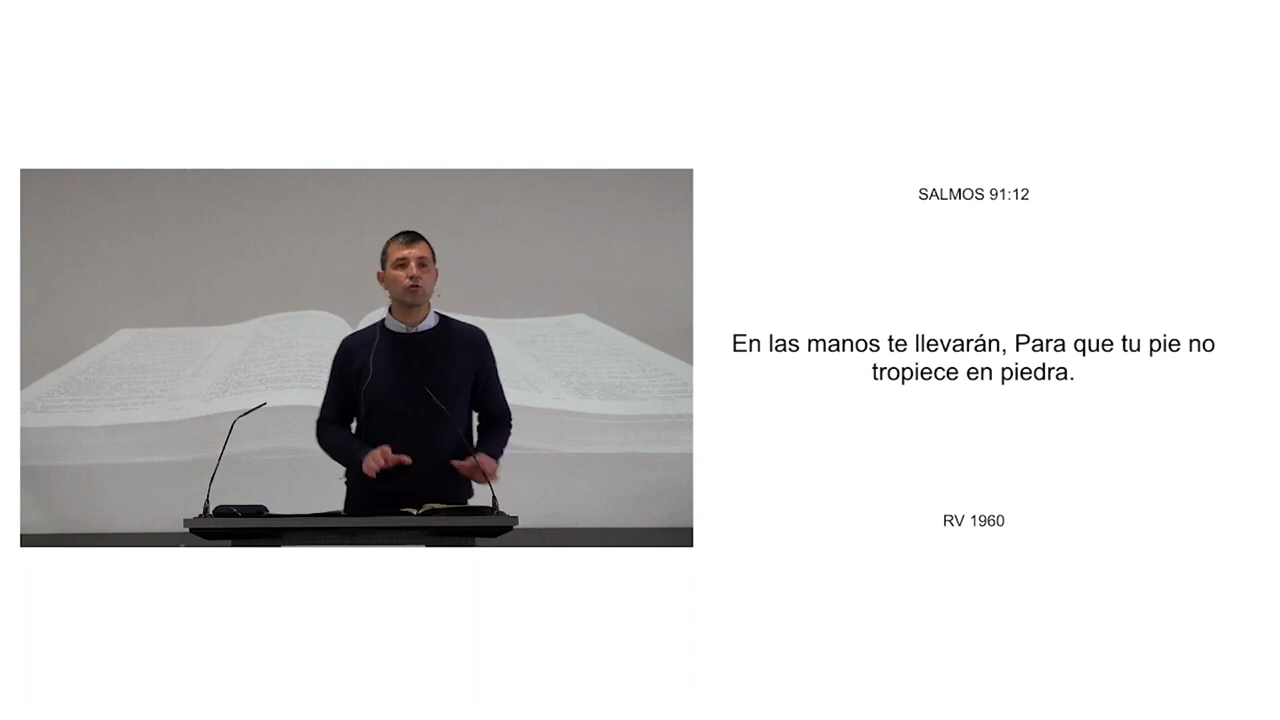 SALMOS 91:12
En las manos te llevarán, Para que tu pie no
tropiece en piedra.
RV 1960